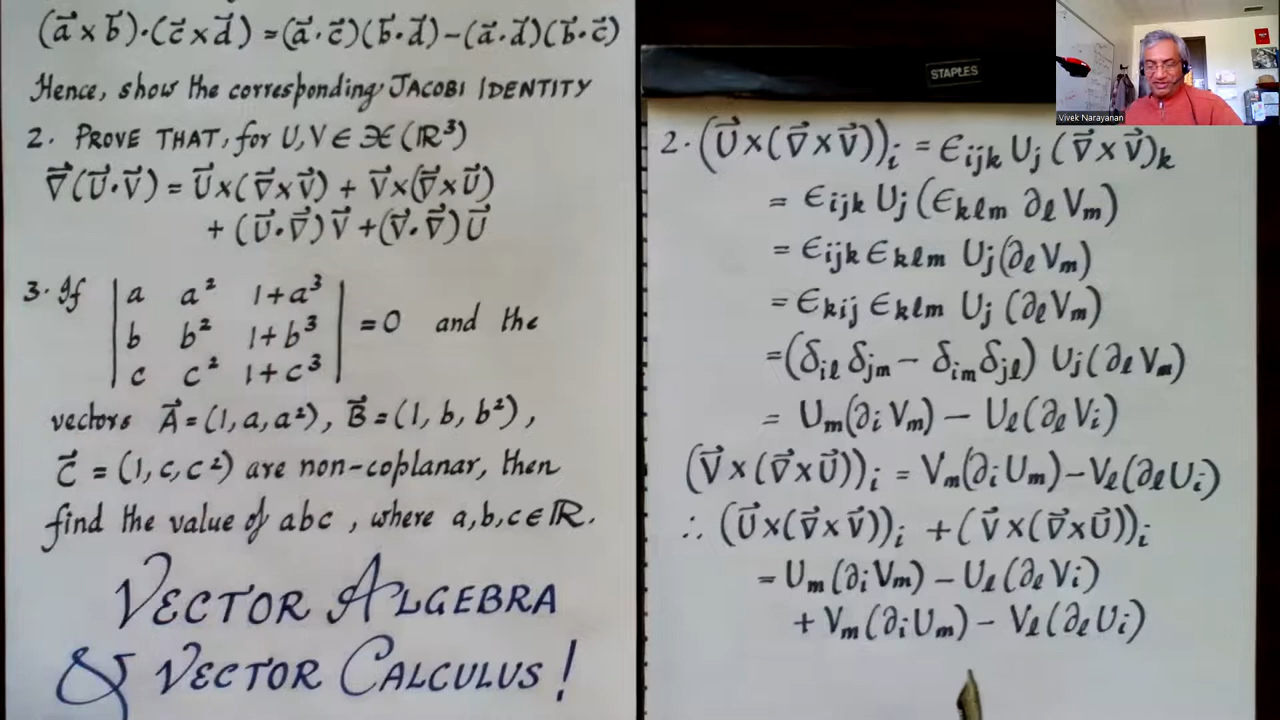 (a⃗ × b⃗)·(c⃗ × d⃗) = (a⃗·c⃗)(b⃗·d⃗) − (a⃗·d⃗)(b⃗·c⃗)
Hence, show the corresponding JACOBI IDENTITY
2. PROVE THAT, for U, V ∈ 𝔛(ℝ³)
∇⃗(U⃗·V⃗) = U⃗×(∇⃗×V⃗) + V⃗×(∇⃗×U⃗)
+ (U⃗·∇⃗)V⃗ + (V⃗·∇⃗)U⃗
3. If | a a² 1+a³ |
| b b² 1+b³ | = 0 and the
| c c² 1+c³ |
vectors A⃗ = (1, a, a²), B⃗ = (1, b, b²),
C⃗ = (1, c, c²) are non-coplanar, then
find the value of abc, where a, b, c ∈ ℝ.
VECTOR ALGEBRA
& VECTOR CALCULUS!
STAPLES
Vivek Narayanan
2. (U⃗×(∇⃗×V⃗))ᵢ = ϵᵢⱼₖ Uⱼ (∇⃗×V⃗)ₖ
= ϵᵢⱼₖ Uⱼ (ϵₖₗₘ ∂ₗ Vₘ)
= ϵᵢⱼₖ ϵₖₗₘ Uⱼ(∂ₗ Vₘ)
= ϵₖᵢⱼ ϵₖₗₘ Uⱼ (∂ₗ Vₘ)
= (δᵢₗ δⱼₘ − δᵢₘ δⱼₗ) Uⱼ(∂ₗ Vₘ)
= Uₘ(∂ᵢ Vₘ) − Uₗ(∂ₗ Vᵢ)
(V⃗×(∇⃗×U⃗))ᵢ = Vₘ(∂ᵢ Uₘ) − Vₗ(∂ₗ Uᵢ)
∴ (U⃗×(∇⃗×V⃗))ᵢ + (V⃗×(∇⃗×U⃗))ᵢ
= Uₘ(∂ᵢ Vₘ) − Uₗ(∂ₗ Vᵢ)
+ Vₘ(∂ᵢ Uₘ) − Vₗ(∂ₗ Uᵢ)